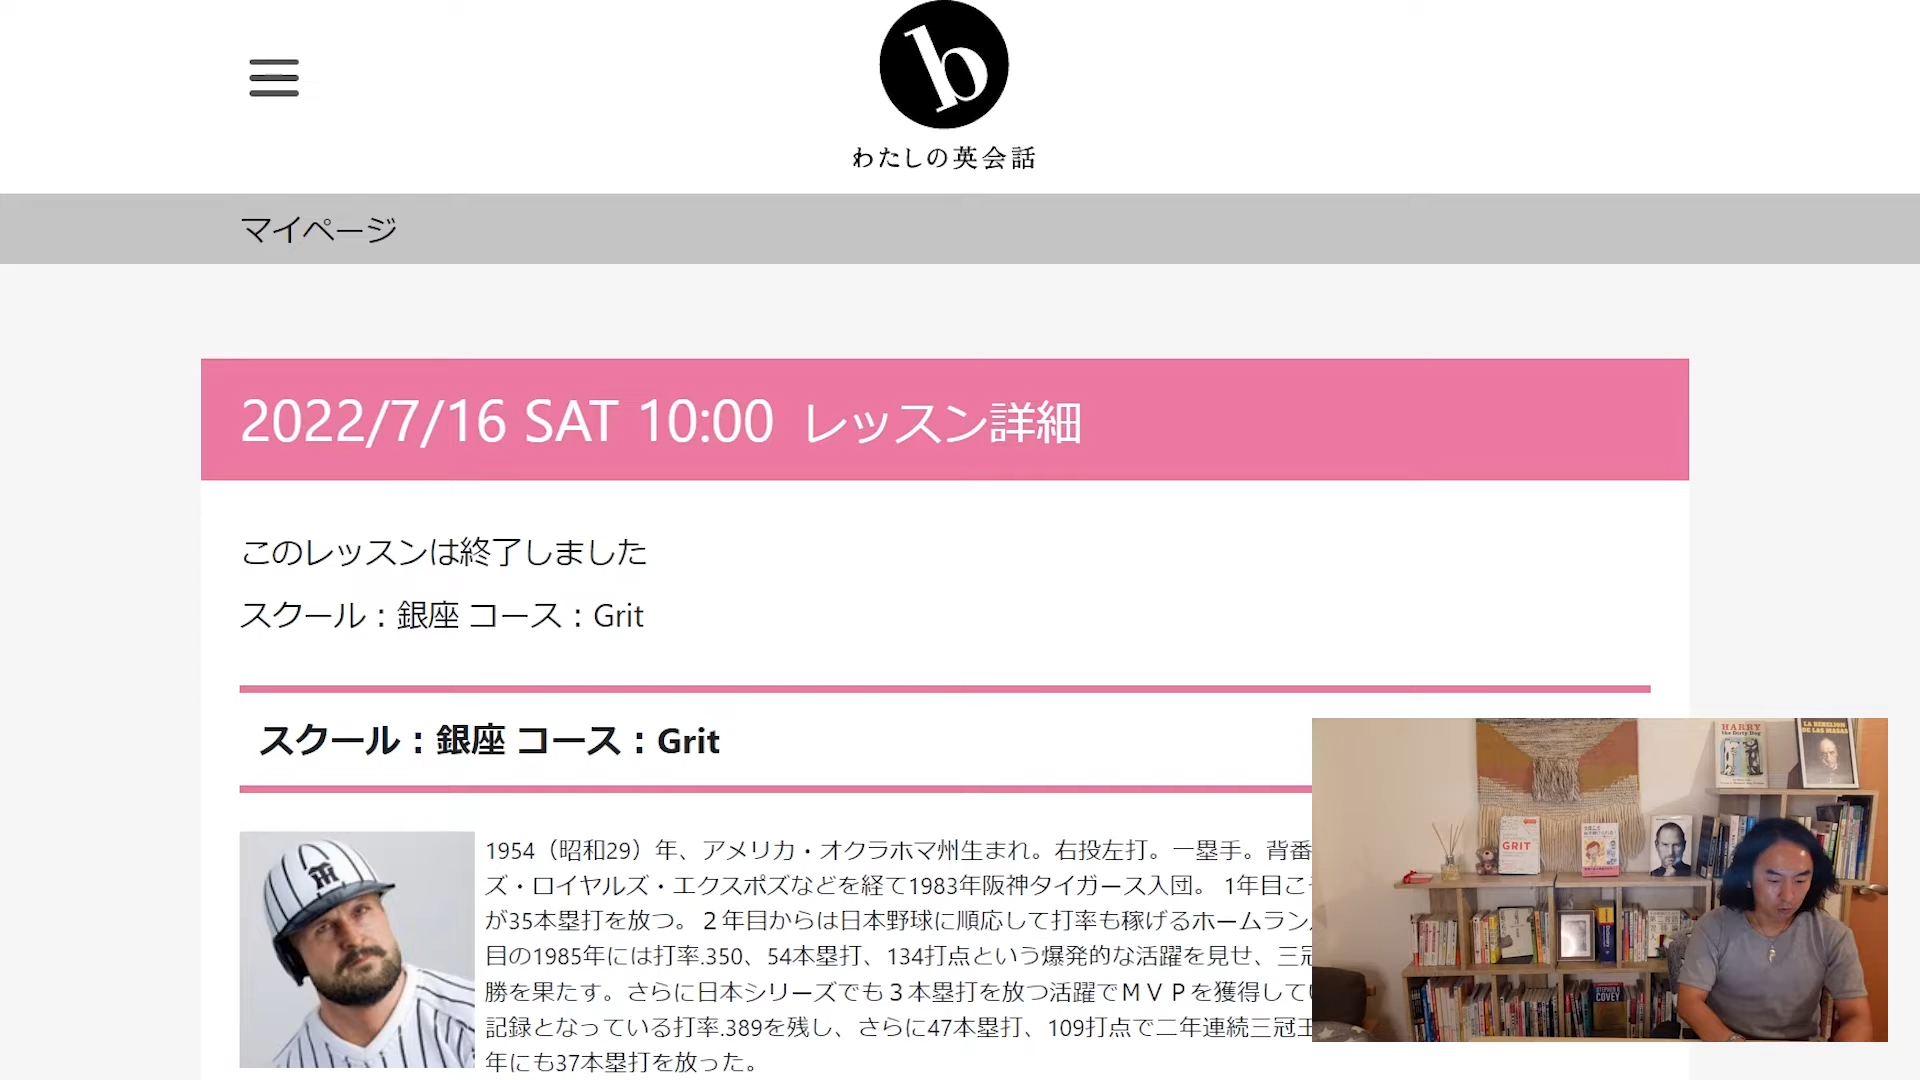 b
わたしの英会話
マイページ
2022/7/16 SAT 10:00 レッスン詳細
このレッスンは終了しました
スクール：銀座 コース：Grit
スクール：銀座 コース：Grit
1954（昭和29）年、アメリカ・オクラホマ州生まれ。右投左打。一塁手。背番
ズ・ロイヤルズ・エクスポズなどを経て1983年阪神タイガース入団。 1年目こ
が35本塁打を放つ。２年目からは日本野球に順応して打率も稼げるホームラン
目の1985年には打率.350、54本塁打、134打点という爆発的な活躍を見せ、三冠
勝を果たす。さらに日本シリーズでも３本塁打を放つ活躍でＭＶＰを獲得して
記録となっている打率.389を残し、さらに47本塁打、109打点で二年連続三冠王
年にも37本塁打を放った。
HARRY
the Dirty Dog
LA REBELION
DE LAS MASAS
GRIT
STEPHEN R
COVEY